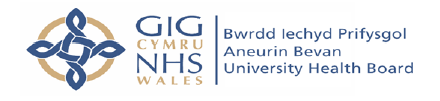 GIG
CYMRU
NHS
WALES
Bwrdd Iechyd Prifysgol
Aneurin Bevan
University Health Board